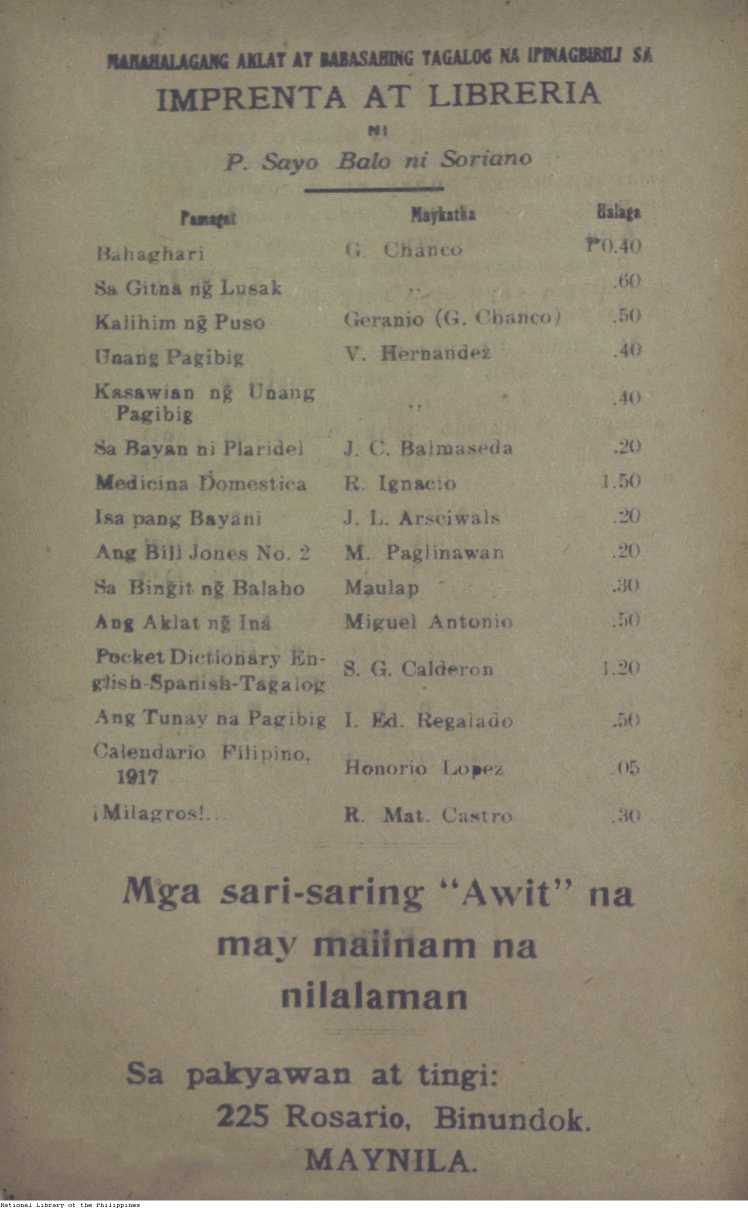 MAHAHALAGANG AKLAT AT BABASAHING TAGALOG NA IPINAGBIBILI SA
IMPRENTA AT LIBRERIA
NI
P. Sayo Balo ni Soriano
Pamagat Maykatha Halaga
Bahaghari G. Chanco ₱0.40
Sa Gitna ng̃ Lusak ,, .60
Kalihim ng̃ Puso Geranio (G. Chanco) .50
Unang Pagibig V. Hernandez .40
Kasawian ng̃ Unang
Pagibig ,, .40
Sa Bayan ni Plaridel J. C. Balmaseda .20
Medicina Domestica R. Ignacio 1.50
Isa pang Bayani J. L. Arsciwals .20
Ang Bill Jones No. 2 M. Paglinawan .20
Sa Bingit ng̃ Balaho Maulap .30
Ang Aklat ng̃ Iná Miguel Antonio .50
Pocket Dictionary En-
glish-Spanish-Tagalog S. G. Calderon 1.20
Ang Tunay na Pagibig I. Ed. Regalado .50
Calendario Filipino,
1917 Honorio Lopez .05
¡Milagros!... R. Mat. Castro .30
Mga sari-saring “Awit” na
may maiinam na
nilalaman
Sa pakyawan at tingi:
225 Rosario, Binundok.
MAYNILA.
National Library of the Philippines